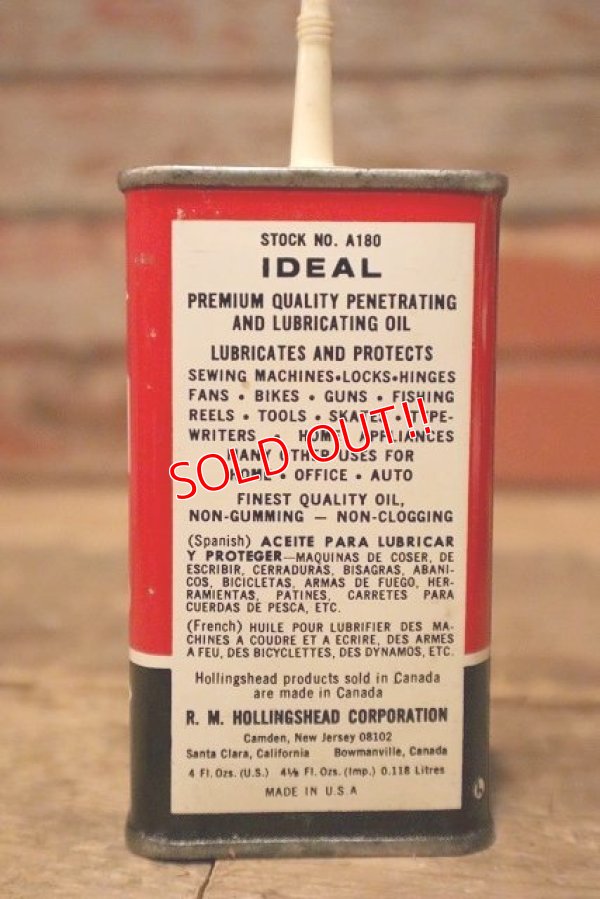 STOCK NO. A180
IDEAL
PREMIUM QUALITY PENETRATING
AND LUBRICATING OIL
LUBRICATES AND PROTECTS
SEWING MACHINES•LOCKS•HINGES
FANS • BIKES • GUNS • FISHING
REELS • TOOLS • SKATES • TYPE-
WRITERS • HOME APPLIANCES
MANY OTHER USES FOR
HOME • OFFICE • AUTO
SOLD OUT!!
FINEST QUALITY OIL,
NON-GUMMING — NON-CLOGGING
(Spanish) ACEITE PARA LUBRICAR
Y PROTEGER—MAQUINAS DE COSER, DE
ESCRIBIR, CERRADURAS, BISAGRAS, ABANI-
COS, BICICLETAS, ARMAS DE FUEGO, HER-
RAMIENTAS, PATINES, CARRETES PARA
CUERDAS DE PESCA, ETC.
(French) HUILE POUR LUBRIFIER DES MA-
CHINES A COUDRE ET A ECRIRE, DES ARMES
A FEU, DES BICYCLETTES, DES DYNAMOS, ETC.
Hollingshead products sold in Canada
are made in Canada
R. M. HOLLINGSHEAD CORPORATION
Camden, New Jersey 08102
Santa Clara, California Bowmanville, Canada
4 Fl. Ozs. (U.S.) 4⅛ Fl. Ozs. (Imp.) 0.118 Litres
MADE IN U.S.A